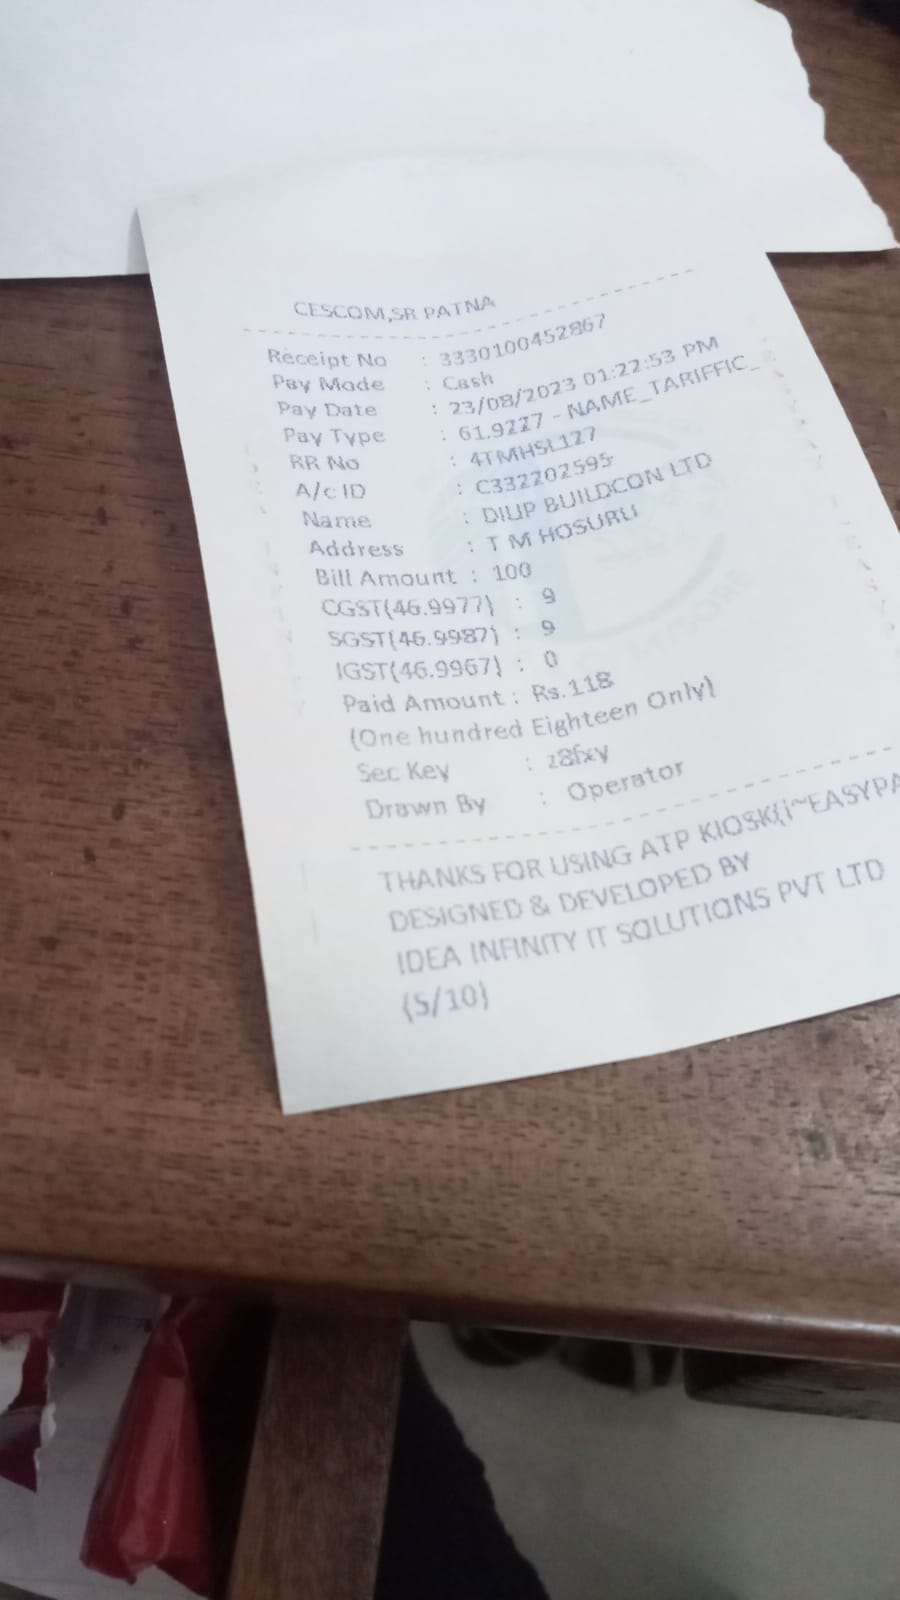 CESCOM,SR PATNA
Receipt No : 3330100452867
Pay Mode : Cash
Pay Date : 23/08/2023 01:22:53 PM
Pay Type : 61.9227 - NAME_TARIFFIC_
RR No : 4TMHSL127
A/c ID : C332202595
Name : DILIP BUILDCON LTD
Address : T M HOSURU
Bill Amount : 100
CGST(46.9977) : 9
SGST(46.9987) : 9
IGST(46.9967) : 0
Paid Amount : Rs.118
(One hundred Eighteen Only)
Sec Key : z8fxy
Drawn By : Operator
THANKS FOR USING ATP KIOSK(i~EASYPA
DESIGNED & DEVELOPED BY
IDEA INFINITY IT SOLUTIONS PVT LTD
(5/10)